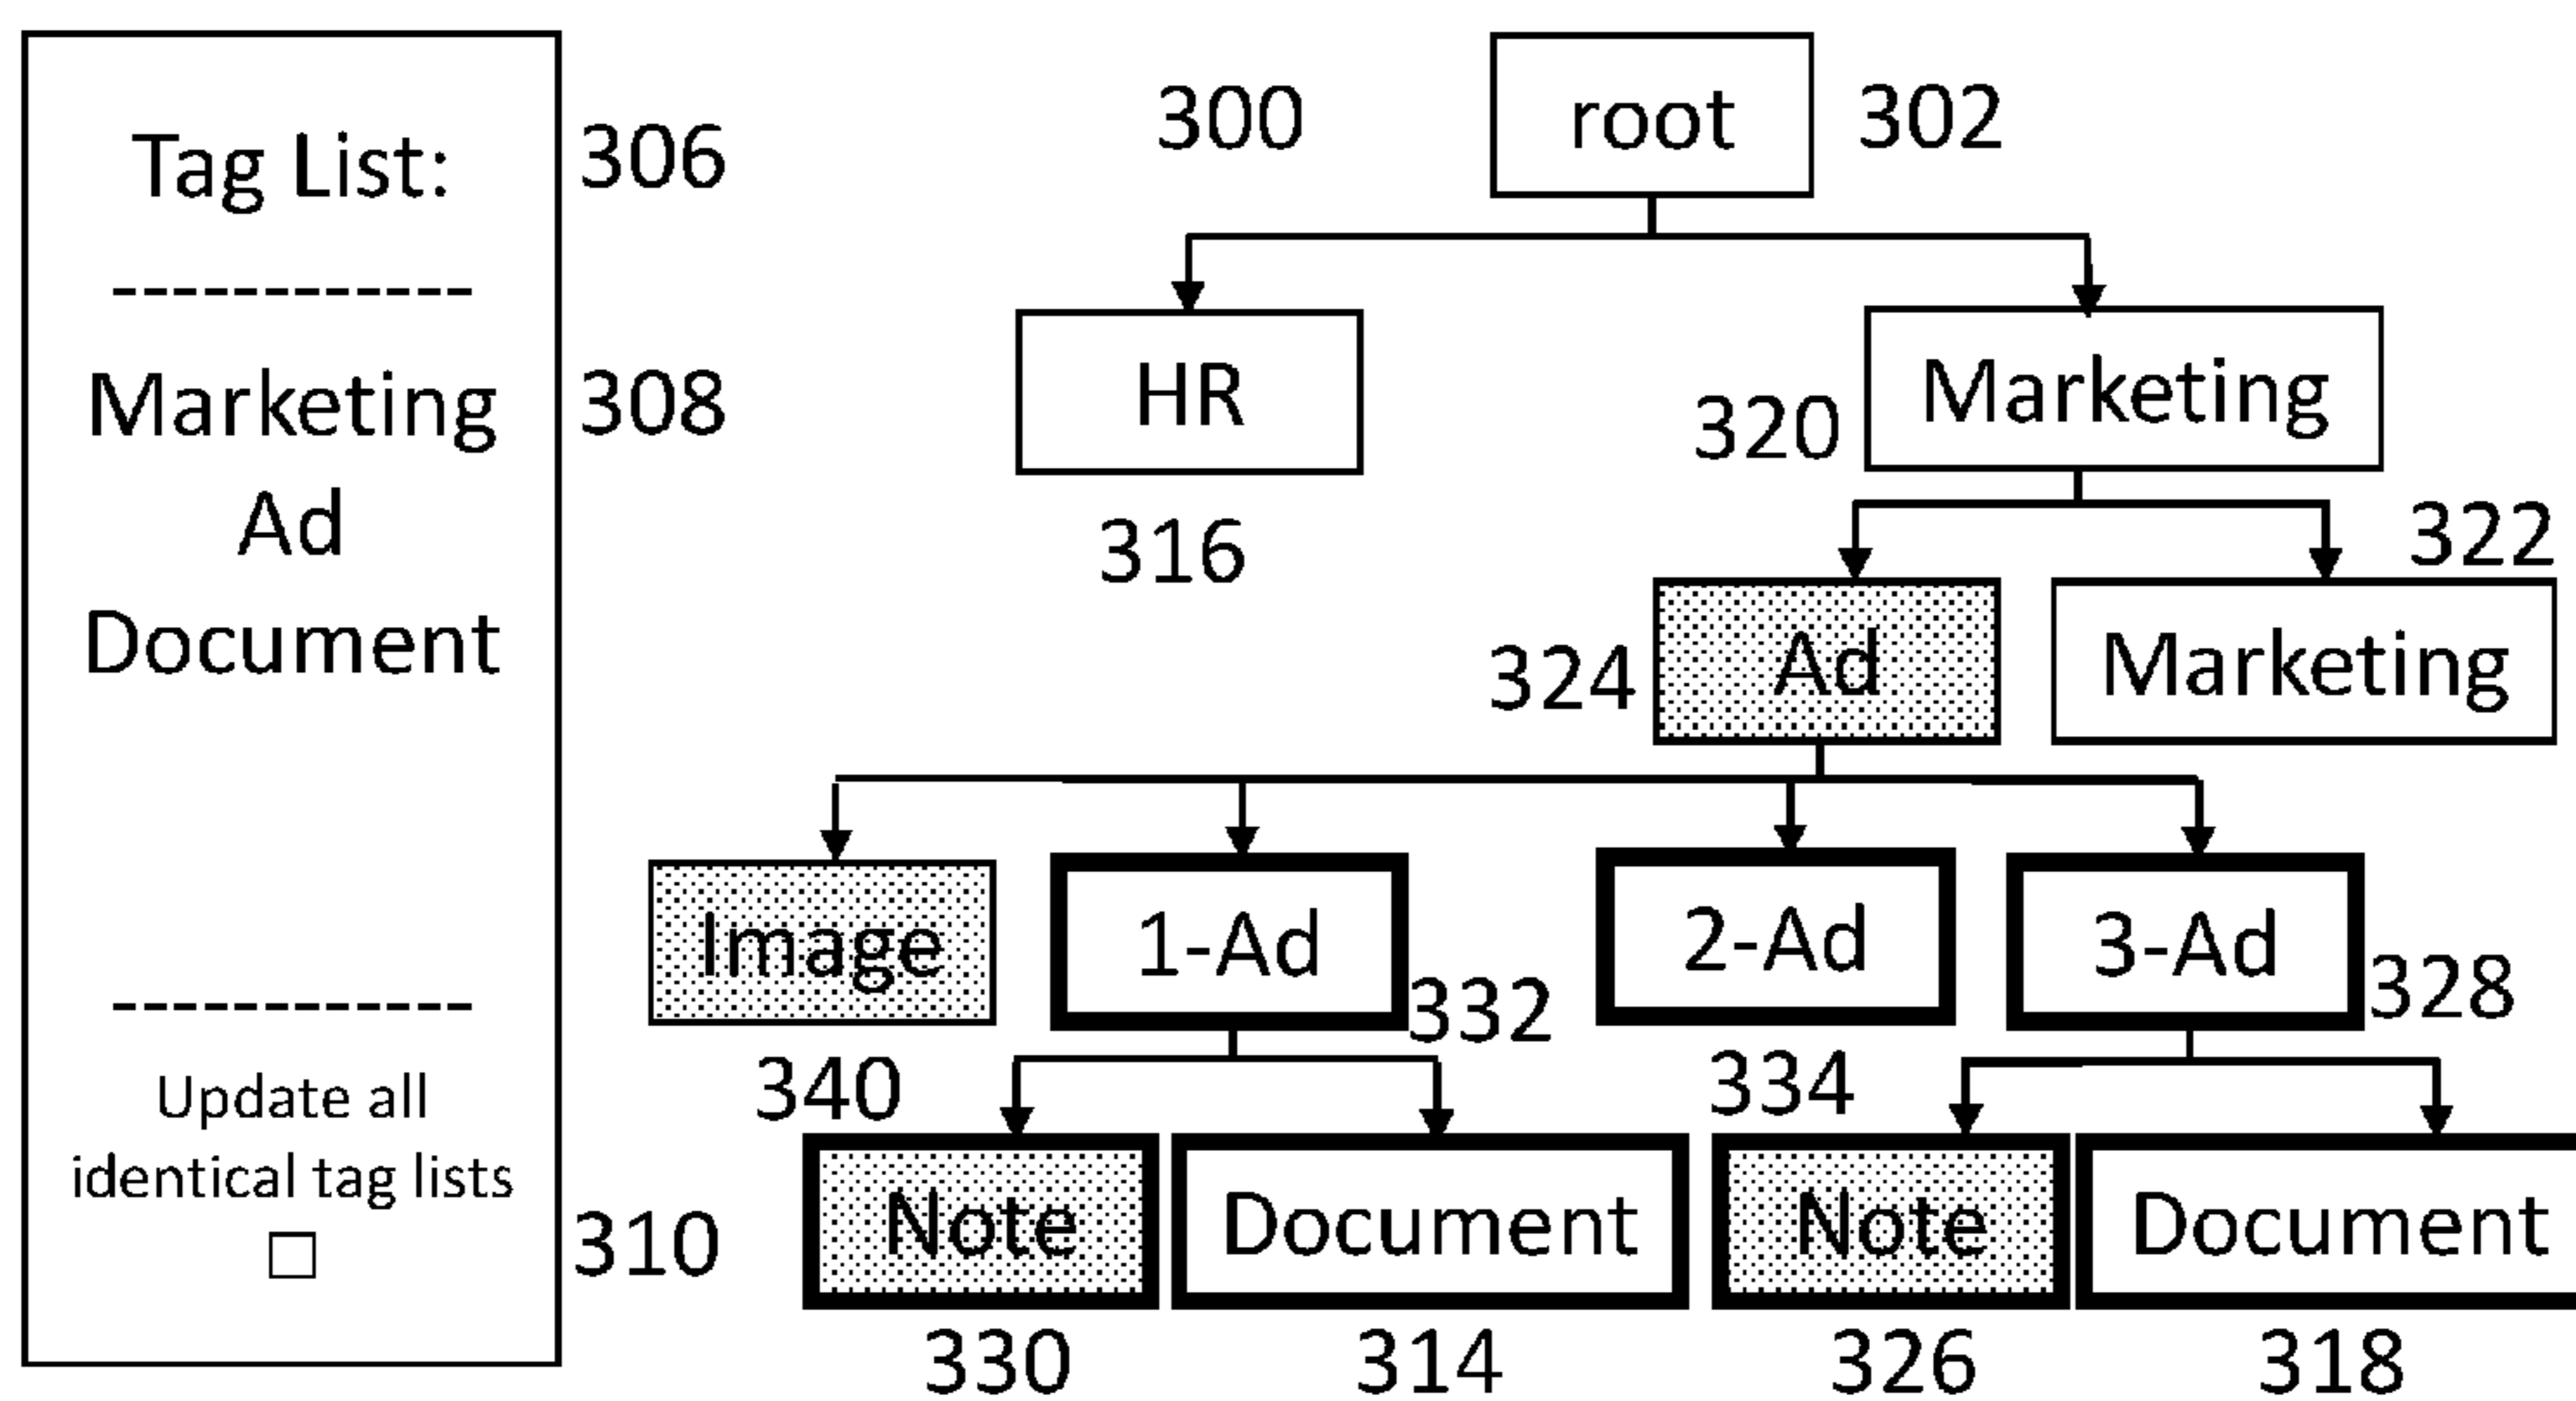 Tag List:
306
------------
Marketing
308
Ad
Document
------------
Update all
identical tag lists
310
300
root
302
HR
316
320
Marketing
322
324
Ad
Marketing
Image
340
1-Ad
332
2-Ad
334
3-Ad
328
Note
330
Document
314
Note
326
Document
318